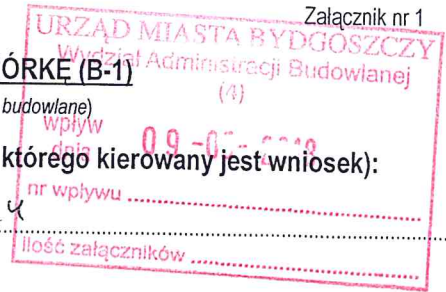 Załącznik nr 1
URZĄD MIASTA BYDGOSZCZY
Wydział Administracji Budowlanej
ÓRKĘ (B-1)
(4)
budowlane)
wpływ
dnia 09
którego kierowany jest wniosek):
nr wpływu
ilość załączników